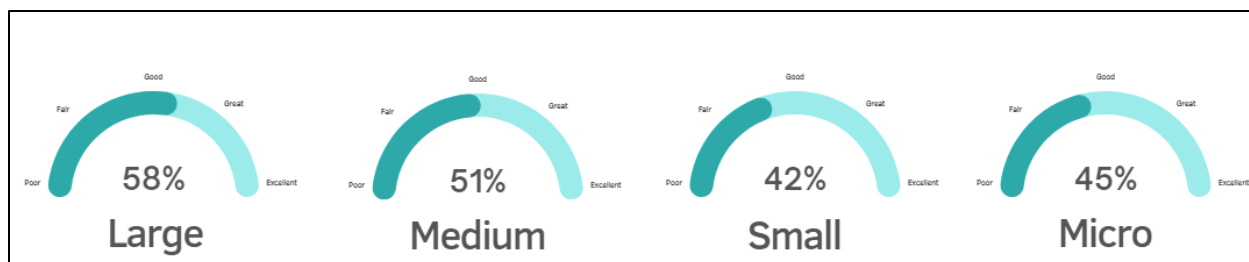 Good
Fair
Great
Poor
58%
Excellent
Large
Good
Fair
Great
Poor
51%
Excellent
Medium
Good
Fair
Great
Poor
42%
Excellent
Small
Good
Fair
Great
Poor
45%
Excellent
Micro